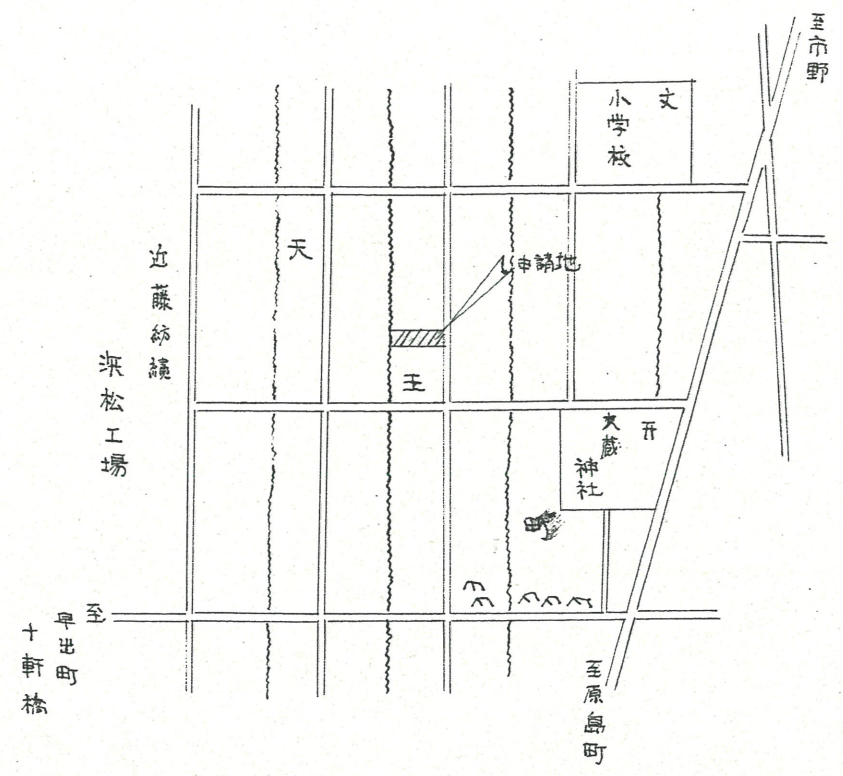 至市野
文
小学校
天
申請地
近藤紡績
浜松工場
王
大蔵
神社
町
至
早出町
十軒橋
至原島町